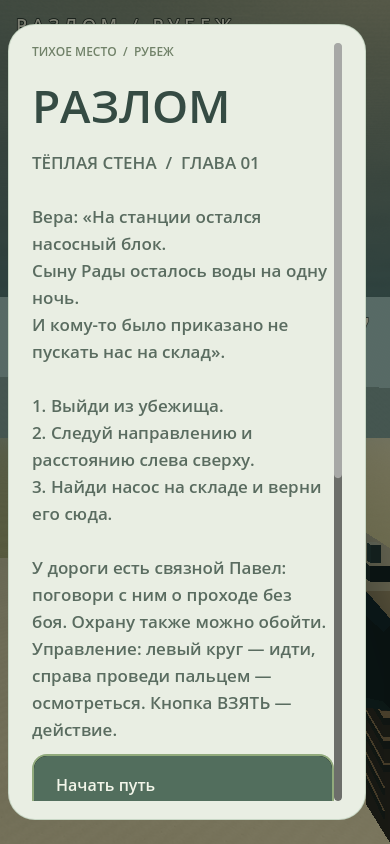 РАЗЛОМ / РУБЕЖ
ТИХОЕ МЕСТО / РУБЕЖ
РАЗЛОМ
ТЁПЛАЯ СТЕНА / ГЛАВА 01
Вера: «На станции остался
насосный блок.
Сыну Рады осталось воды на одну
ночь.
И кому-то было приказано не
пускать нас на склад».
1. Выйди из убежища.
2. Следуй направлению и
расстоянию слева сверху.
3. Найди насос на складе и верни
его сюда.
У дороги есть связной Павел:
поговори с ним о проходе без
боя. Охрану также можно обойти.
Управление: левый круг — идти,
справа проведи пальцем —
осмотреться. Кнопка ВЗЯТЬ —
действие.
Начать путь